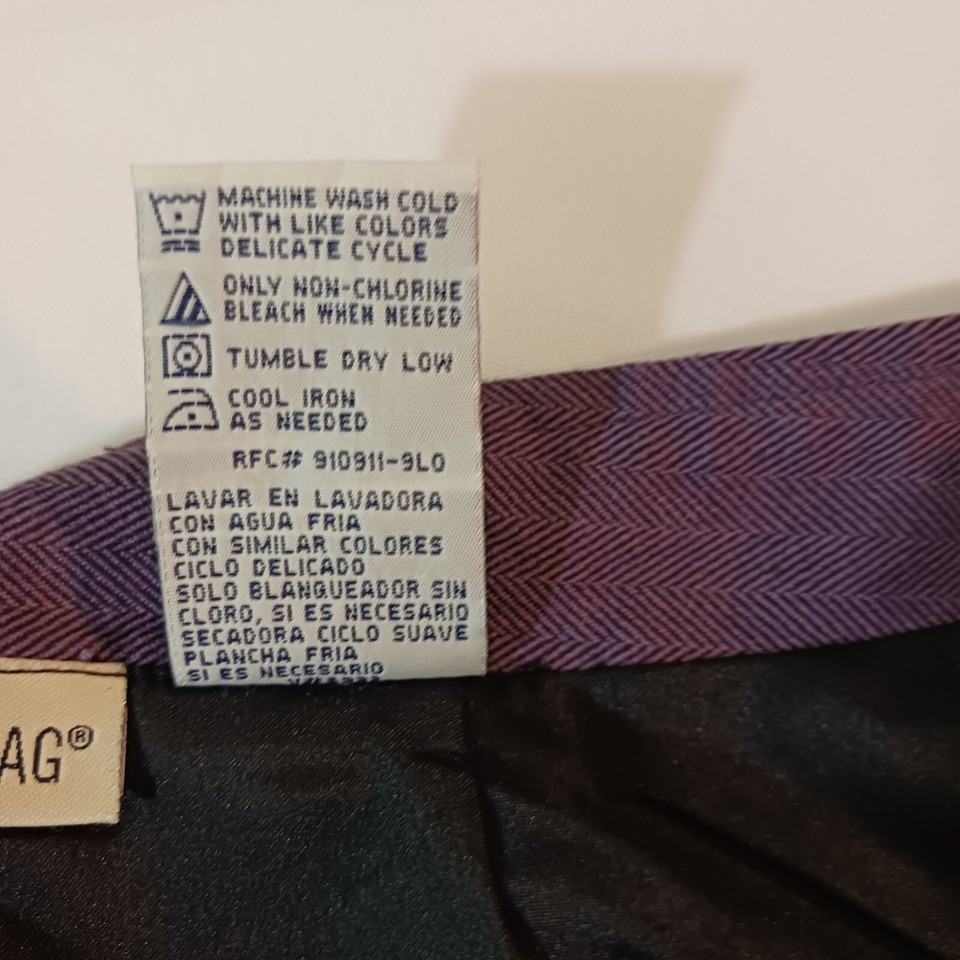 MACHINE WASH COLD
WITH LIKE COLORS
DELICATE CYCLE
ONLY NON-CHLORINE
BLEACH WHEN NEEDED
TUMBLE DRY LOW
COOL IRON
AS NEEDED
RFC# 910911-9L0
LAVAR EN LAVADORA
CON AGUA FRIA
CON SIMILAR COLORES
CICLO DELICADO
SOLO BLANQUEADOR SIN
CLORO, SI ES NECESARIO
SECADORA CICLO SUAVE
PLANCHA FRIA
SI ES NECESARIO
AG®